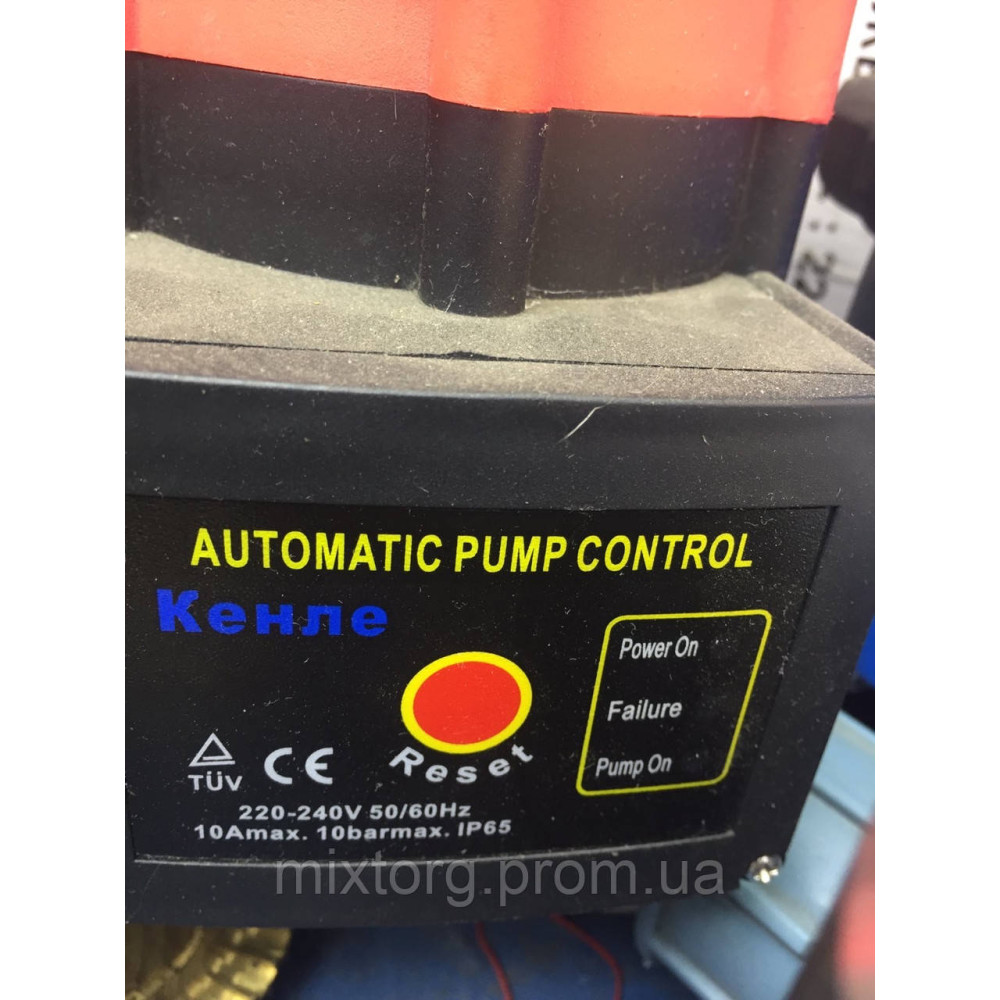 AUTOMATIC PUMP CONTROL
Кенле
Power On
Failure
Pump On
Reset
TÜV CE
220-240V 50/60Hz
10Amax. 10barmax. IP65
mixtorg.prom.ua